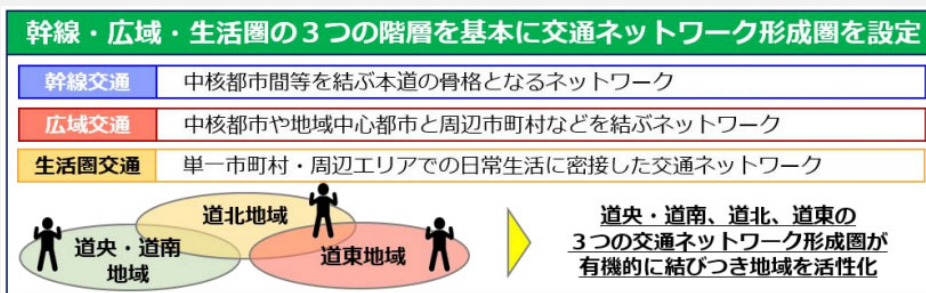 幹線・広域・生活圏の３つの階層を基本に交通ネットワーク形成圏を設定
幹線交通 中核都市間等を結ぶ本道の骨格となるネットワーク
広域交通 中核都市や地域中心都市と周辺市町村などを結ぶネットワーク
生活圏交通 単一市町村・周辺エリアでの日常生活に密接した交通ネットワーク
道北地域
道央・道南
地域
道東地域
道央・道南、道北、道東の
３つの交通ネットワーク形成圏が
有機的に結びつき地域を活性化